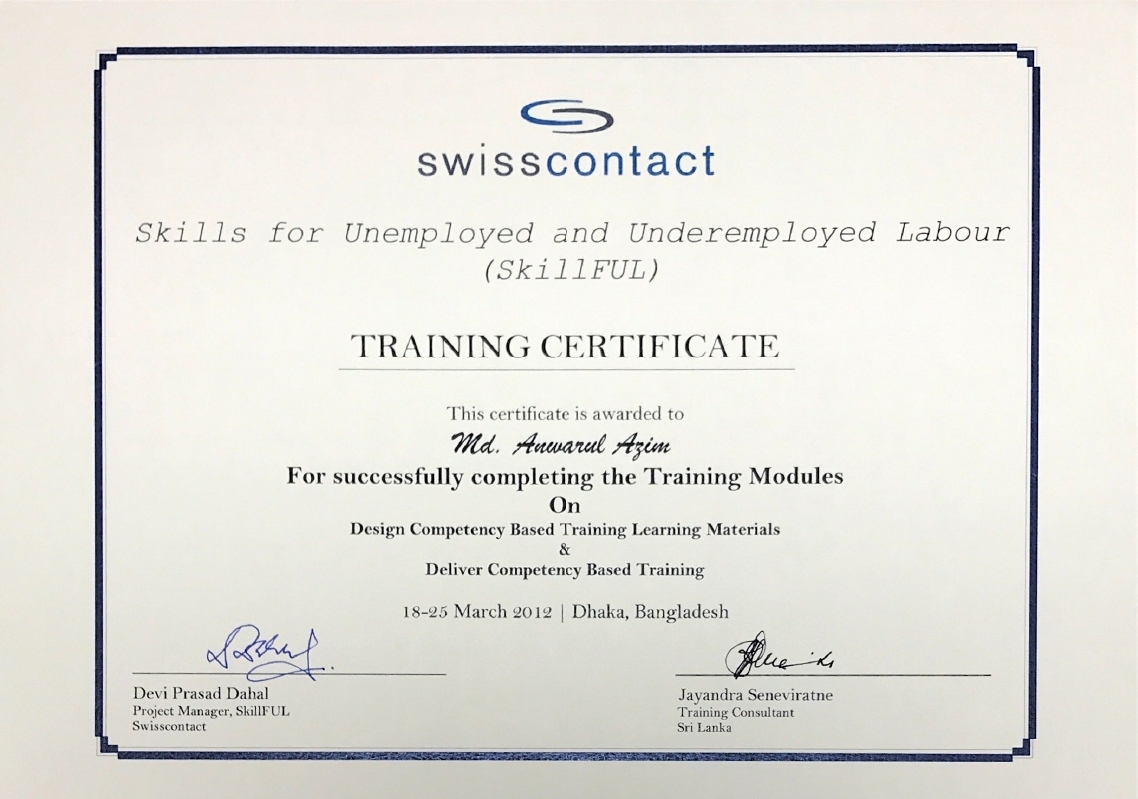 swisscontact
Skills for Unemployed and Underemployed Labour
(SkillFUL)
TRAINING CERTIFICATE
This certificate is awarded to
Md. Anwarul Azim
For successfully completing the Training Modules
On
Design Competency Based Training Learning Materials
&
Deliver Competency Based Training
18-25 March 2012 | Dhaka, Bangladesh
Devi Prasad Dahal
Project Manager, SkillFUL
Swisscontact
Jayandra Seneviratne
Training Consultant
Sri Lanka